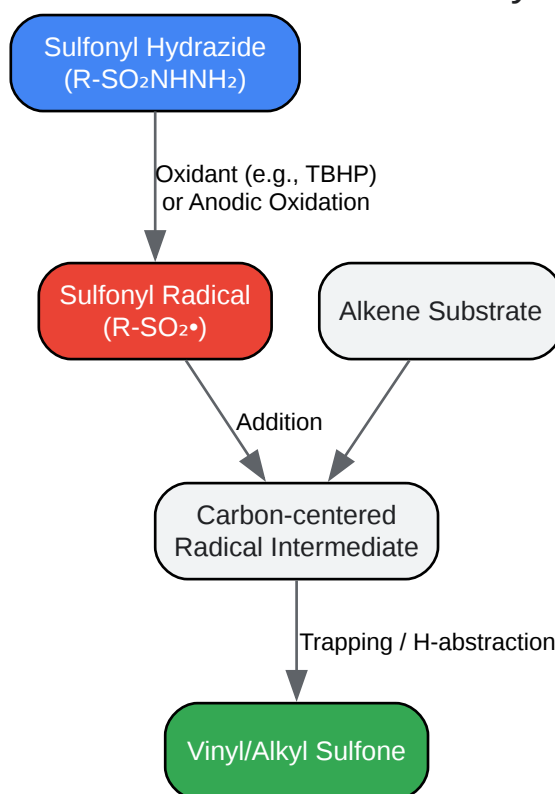 Sulfonyl Hydrazide
(R-SO₂NHNH₂)
Oxidant (e.g., TBHP)
or Anodic Oxidation
Sulfonyl Radical
(R-SO₂•)
Alkene Substrate
Addition
Carbon-centered
Radical Intermediate
Trapping / H-abstraction
Vinyl/Alkyl Sulfone